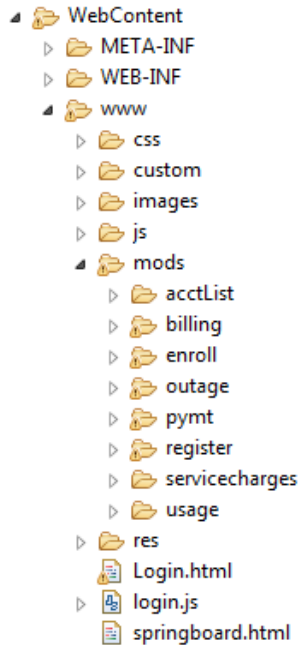 WebContent
META-INF
WEB-INF
www
css
custom
images
js
mods
acctList
billing
enroll
outage
pymt
register
servicecharges
usage
res
Login.html
login.js
springboard.html